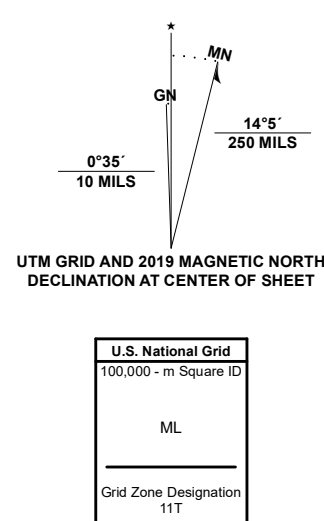 MN
GN
14°5´
250 MILS
0°35´
10 MILS
UTM GRID AND 2019 MAGNETIC NORTH
DECLINATION AT CENTER OF SHEET
U.S. National Grid
100,000 - m Square ID
ML
Grid Zone Designation
11T